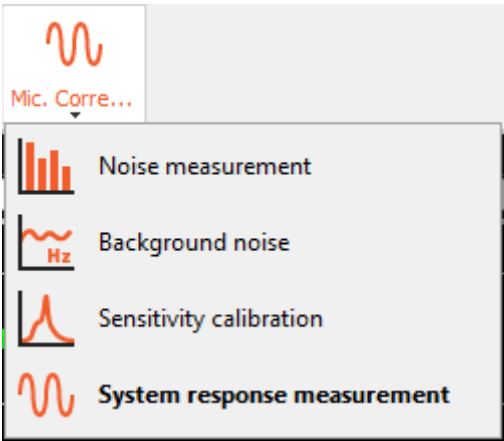 Mic. Corre...
Noise measurement
Hz
Background noise
Sensitivity calibration
System response measurement